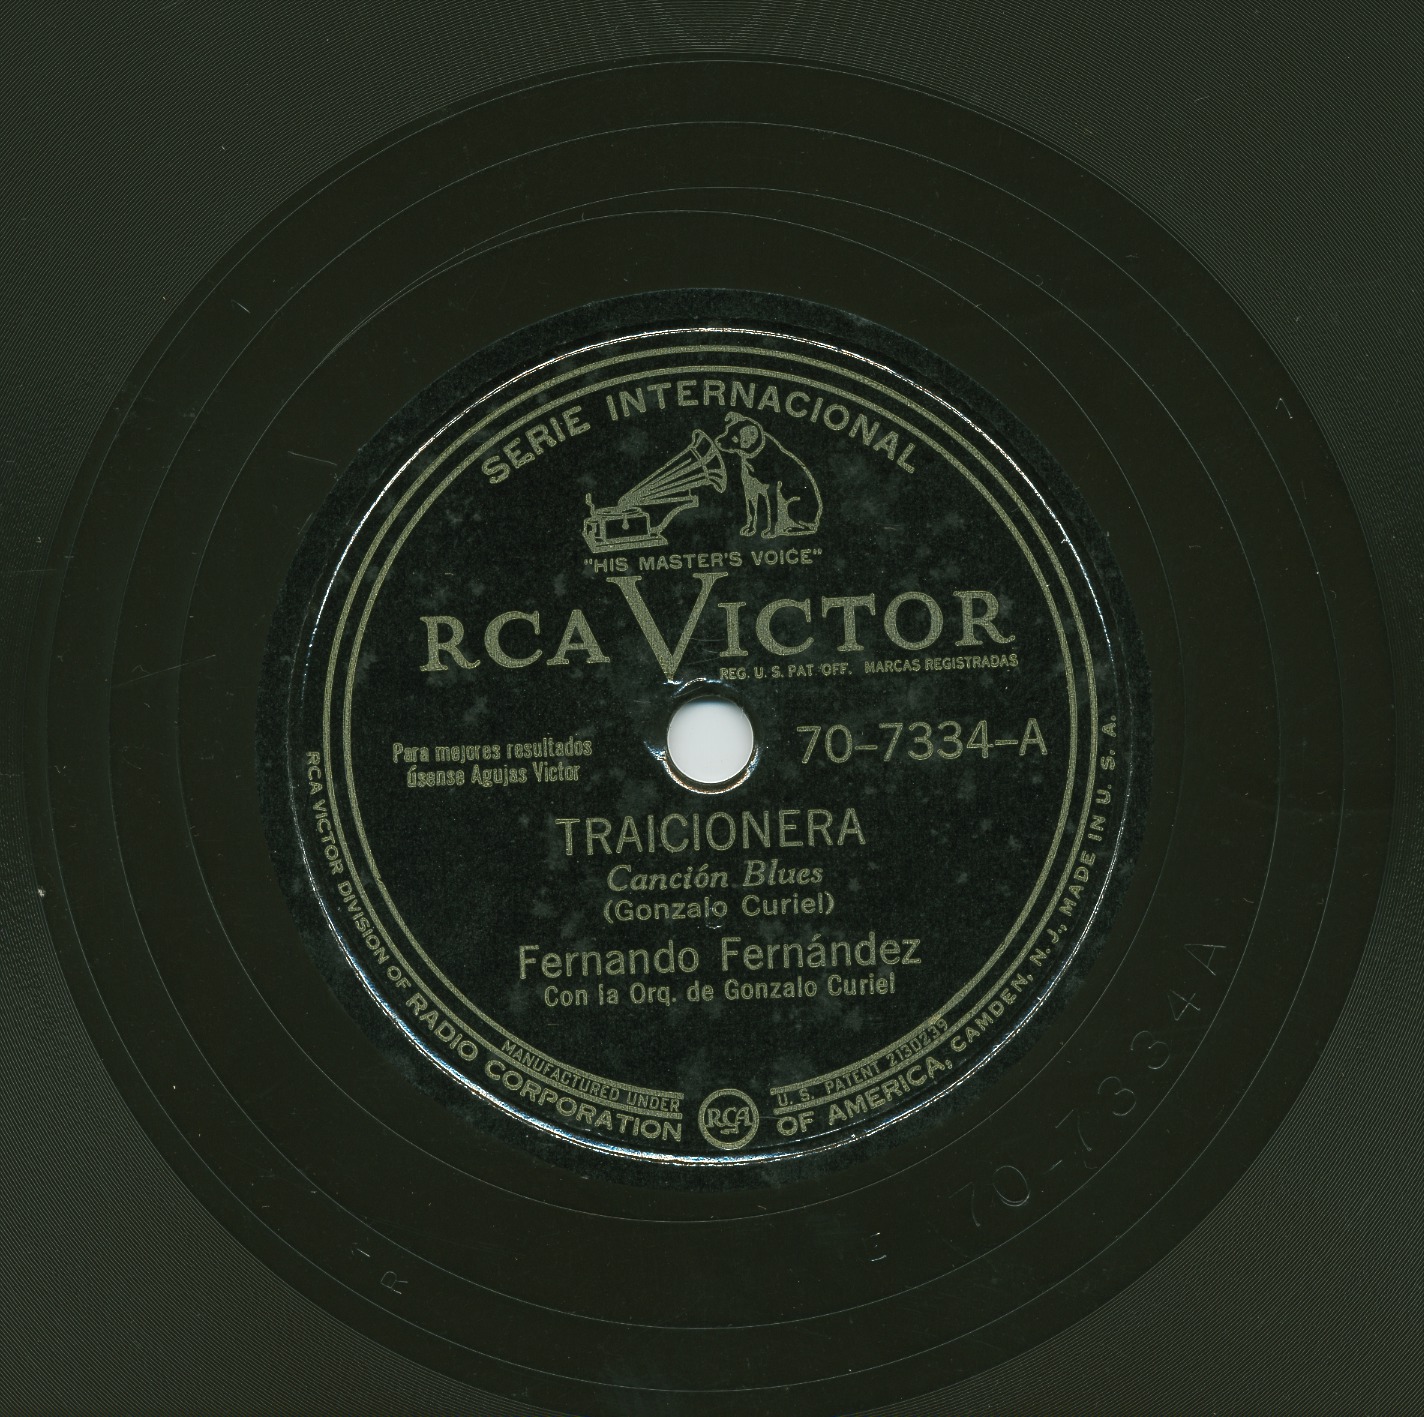 SERIE INTERNACIONAL
"HIS MASTER'S VOICE"
RCA VICTOR
REG. U. S. PAT. OFF. MARCAS REGISTRADAS
Para mejores resultados
úsense Agujas Victor
70-7334-A
TRAICIONERA
Canción Blues
(Gonzalo Curiel)
Fernando Fernández
Con la Orq. de Gonzalo Curiel
MANUFACTURED UNDER
U. S. PATENT 2130239
RCA VICTOR DIVISION OF RADIO CORPORATION
RCA
OF AMERICA, CAMDEN, N. J., MADE IN U. S. A.
E 70-7334A
R
1